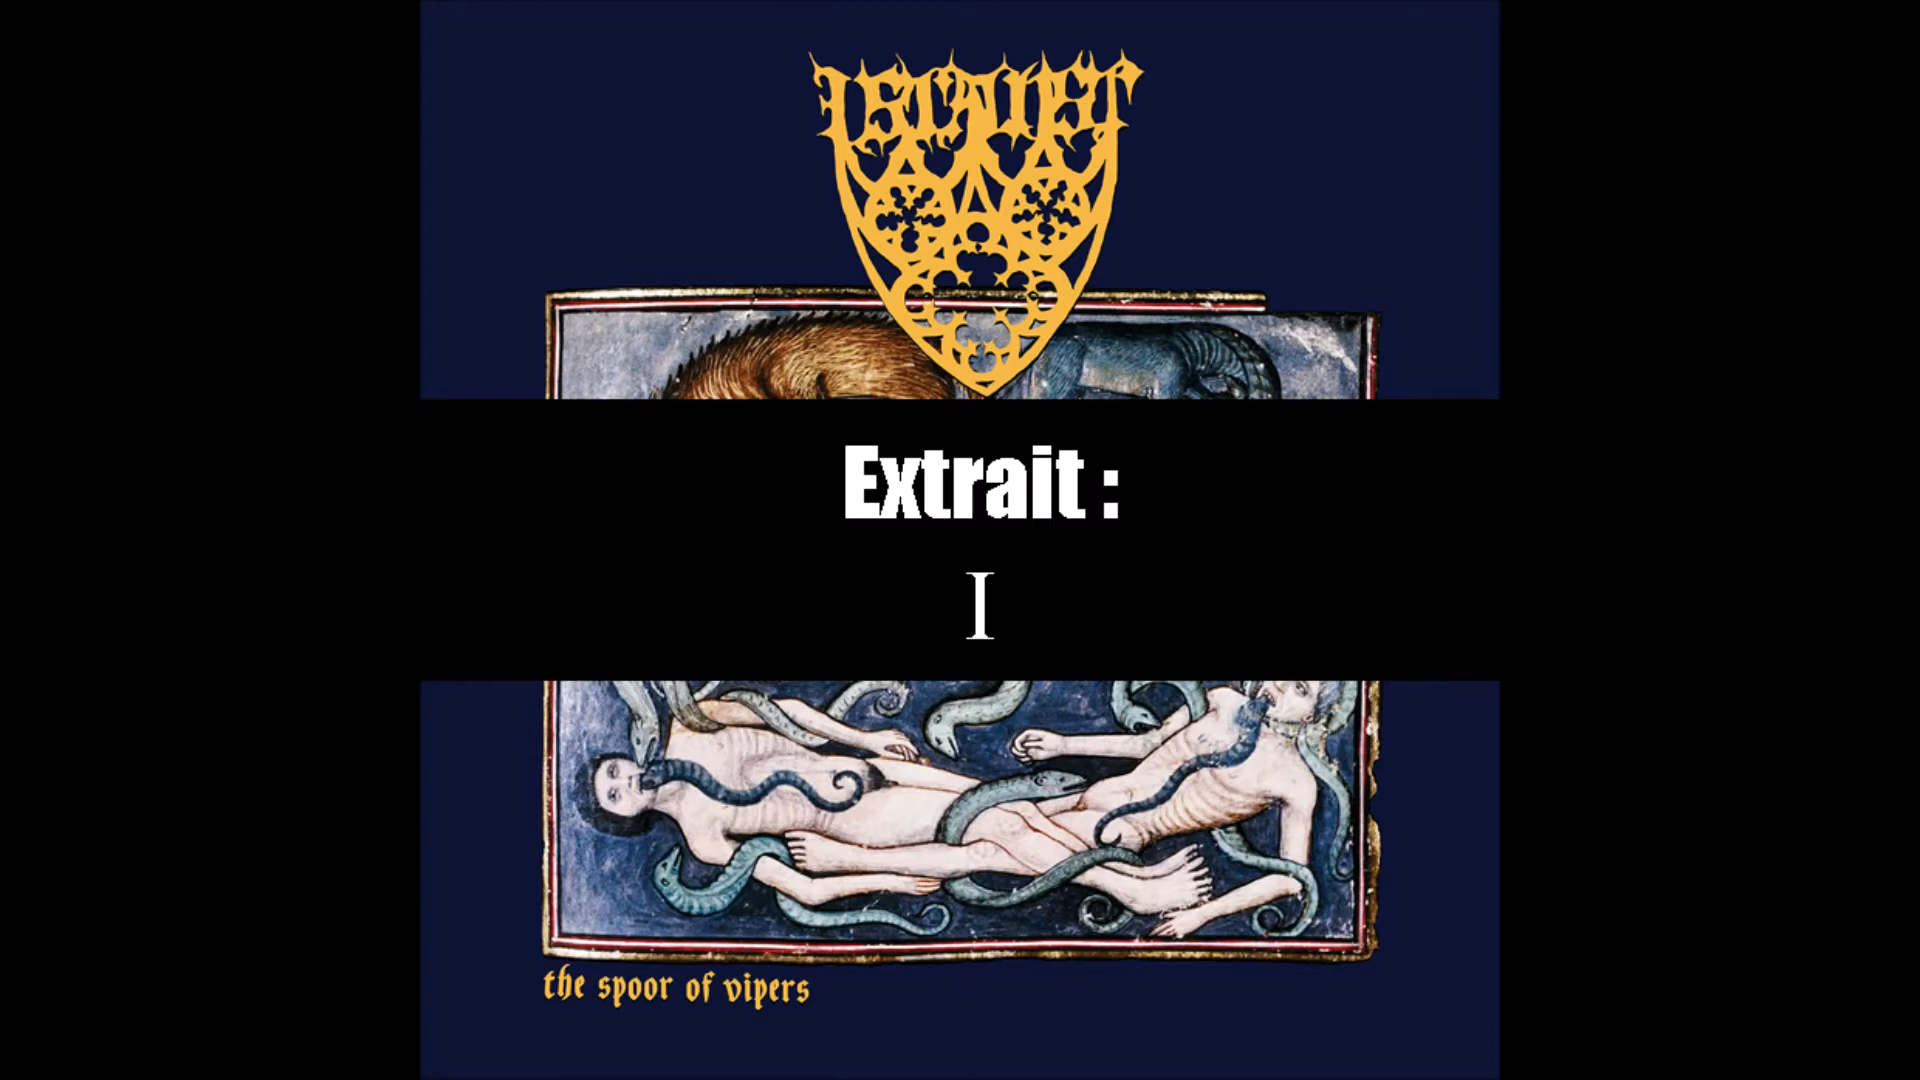 Extrait :
I
the spoor of vipers